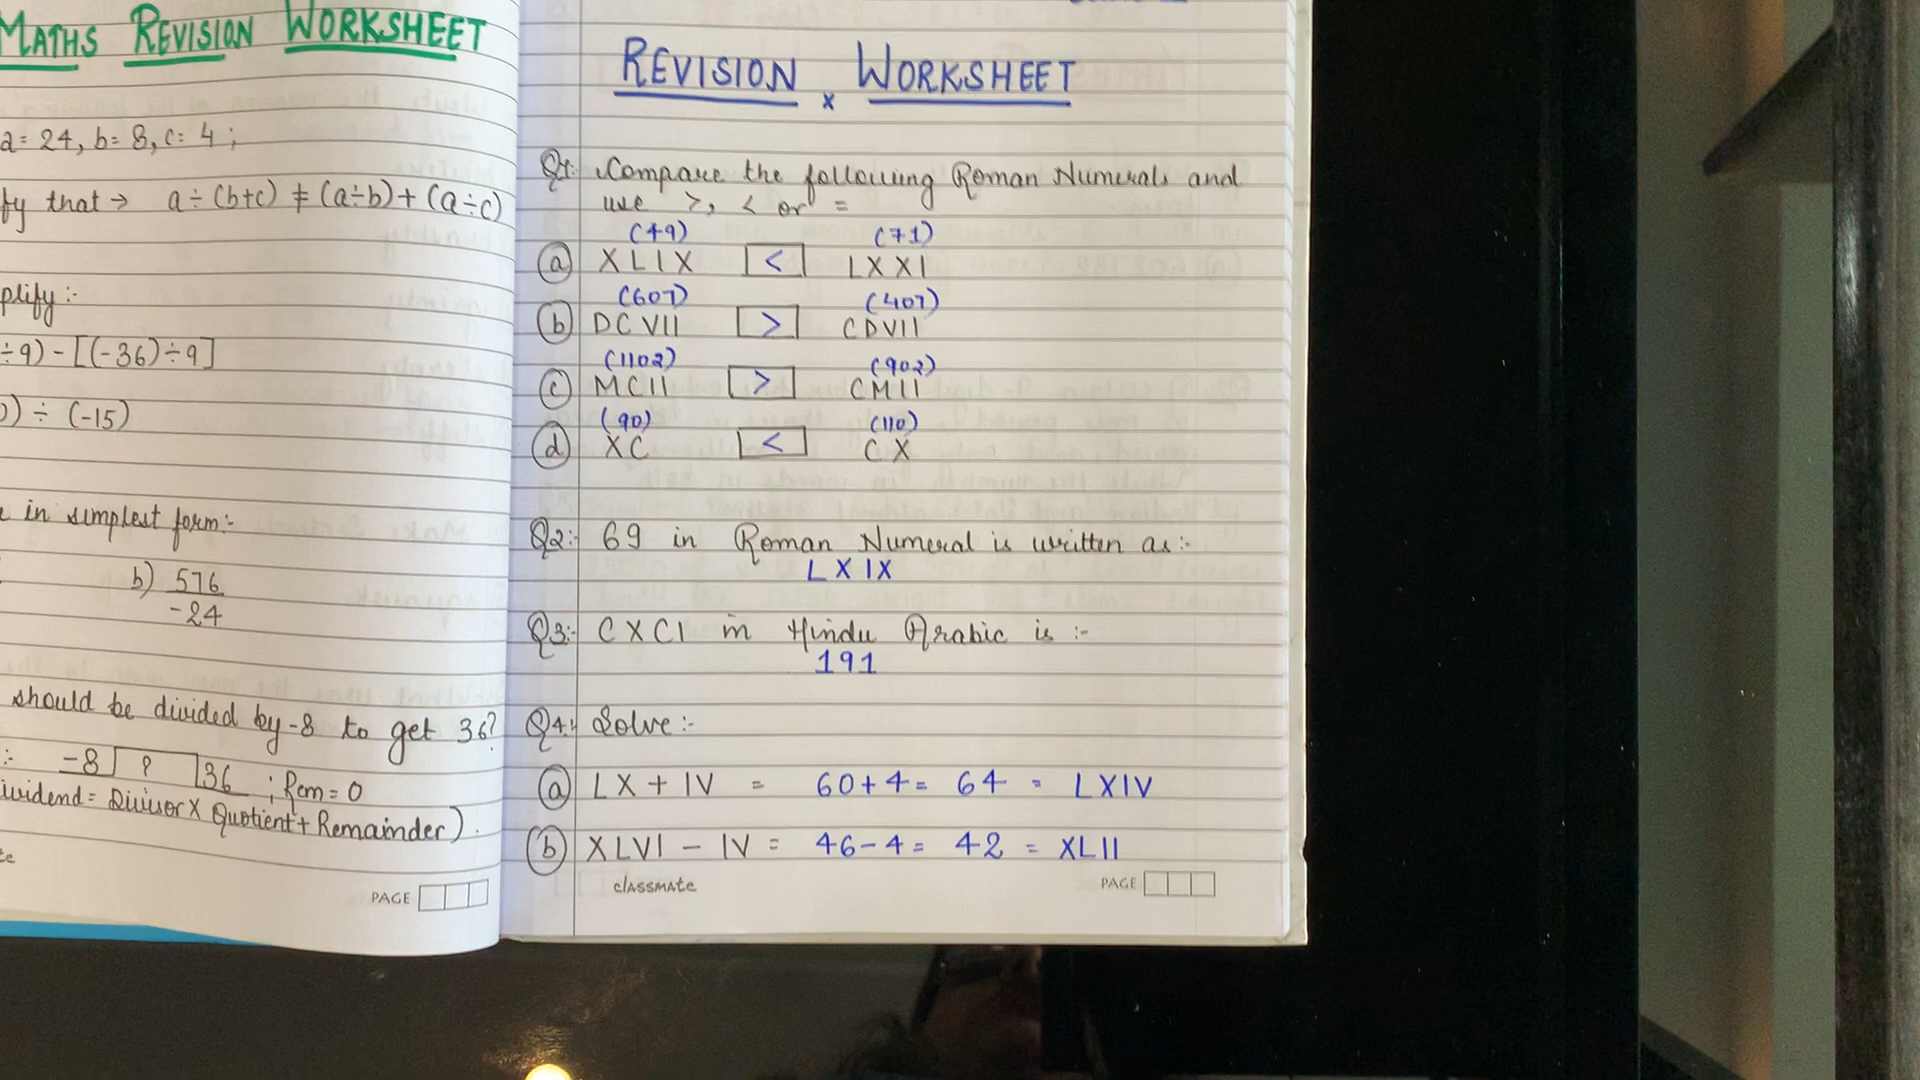 MATHS REVISION WORKSHEET
a = 24, b = 8, c = 4 ;
that → a ÷ (b+c) ≠ (a÷b) + (a÷c)
÷9) - [(-36) ÷ 9]
) ÷ (-15)
in simplest form:-
b) 576
-24
should be divided by -8 to get 36?
-8 ? 36 ; Rem = 0
Divisor X Quotient + Remainder).
PAGE
REVISION WORKSHEET
x
Q1:- Compare the following Roman Numerals and
use >, < or =
(49) (71)
(a) XLIX < LXXI
(607) (407)
(b) DCVII > CDVII
(1102) (902)
(c) MCII > CMII
(90) (110)
(d) XC < CX
Q2:- 69 in Roman Numeral is written as:-
LXIX
Q3:- CXCI in Hindu Arabic is :-
191
Q4:- Solve:-
(a) LX + IV = 60+4 = 64 = LXIV
(b) XLVI - IV = 46-4 = 42 = XLII
classmate
PAGE